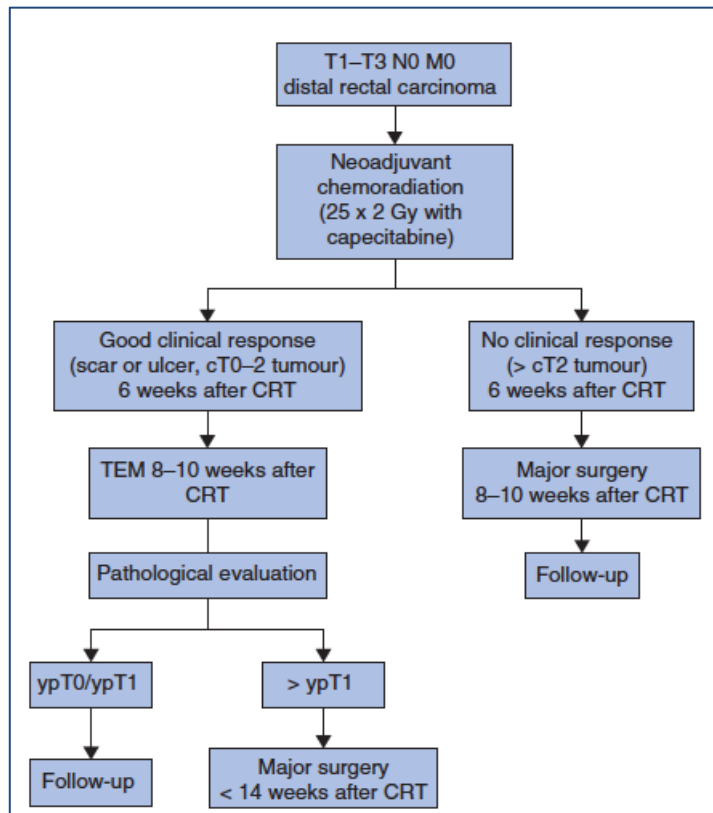 T1–T3 N0 M0
distal rectal carcinoma
Neoadjuvant
chemoradiation
(25 x 2 Gy with
capecitabine)
Good clinical response
(scar or ulcer, cT0–2 tumour)
6 weeks after CRT
No clinical response
(> cT2 tumour)
6 weeks after CRT
TEM 8–10 weeks after
CRT
Major surgery
8–10 weeks after CRT
Pathological evaluation
Follow-up
ypT0/ypT1
> ypT1
Follow-up
Major surgery
< 14 weeks after CRT